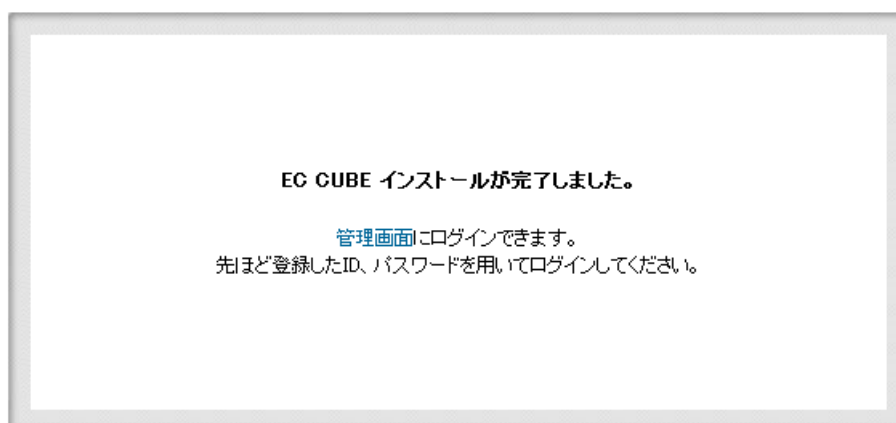 EC CUBE インストールが完了しました。
管理画面にログインできます。
先ほど登録したID、パスワードを用いてログインしてください。